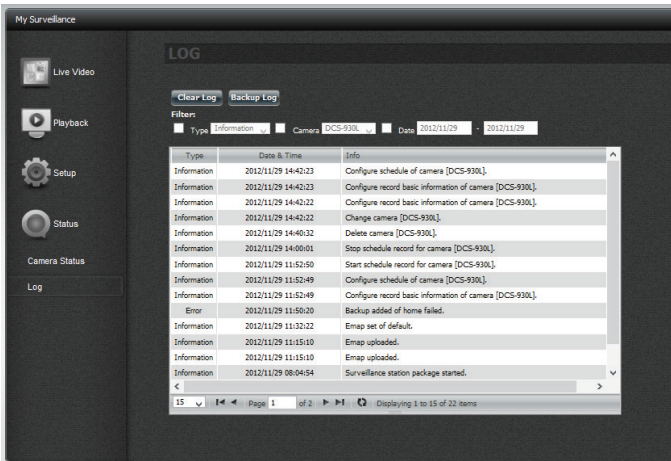 My Surveillance
LOG
Live Video
Playback
Setup
Status
Camera Status
Log
Clear Log Backup Log
Filter:
Type Information Camera DCS-930L Date 2012/11/29 - 2012/11/29
Type Date & Time Info
Information 2012/11/29 14:42:23 Configure schedule of camera [DCS-930L].
Information 2012/11/29 14:42:23 Configure record basic information of camera [DCS-930L].
Information 2012/11/29 14:42:22 Configure record basic information of camera [DCS-930L].
Information 2012/11/29 14:42:22 Change camera [DCS-930L].
Information 2012/11/29 14:40:32 Delete camera [DCS-930L].
Information 2012/11/29 14:00:01 Stop schedule record for camera [DCS-930L].
Information 2012/11/29 11:52:50 Start schedule record for camera [DCS-930L].
Information 2012/11/29 11:52:49 Configure schedule of camera [DCS-930L].
Information 2012/11/29 11:52:49 Configure record basic information of camera [DCS-930L].
Error 2012/11/29 11:50:20 Backup added of home failed.
Information 2012/11/29 11:32:22 Emap set of default.
Information 2012/11/29 11:15:10 Emap uploaded.
Information 2012/11/29 11:15:10 Emap uploaded.
Information 2012/11/29 08:04:54 Surveillance station package started.
15 Page 1 of 2 Displaying 1 to 15 of 22 items